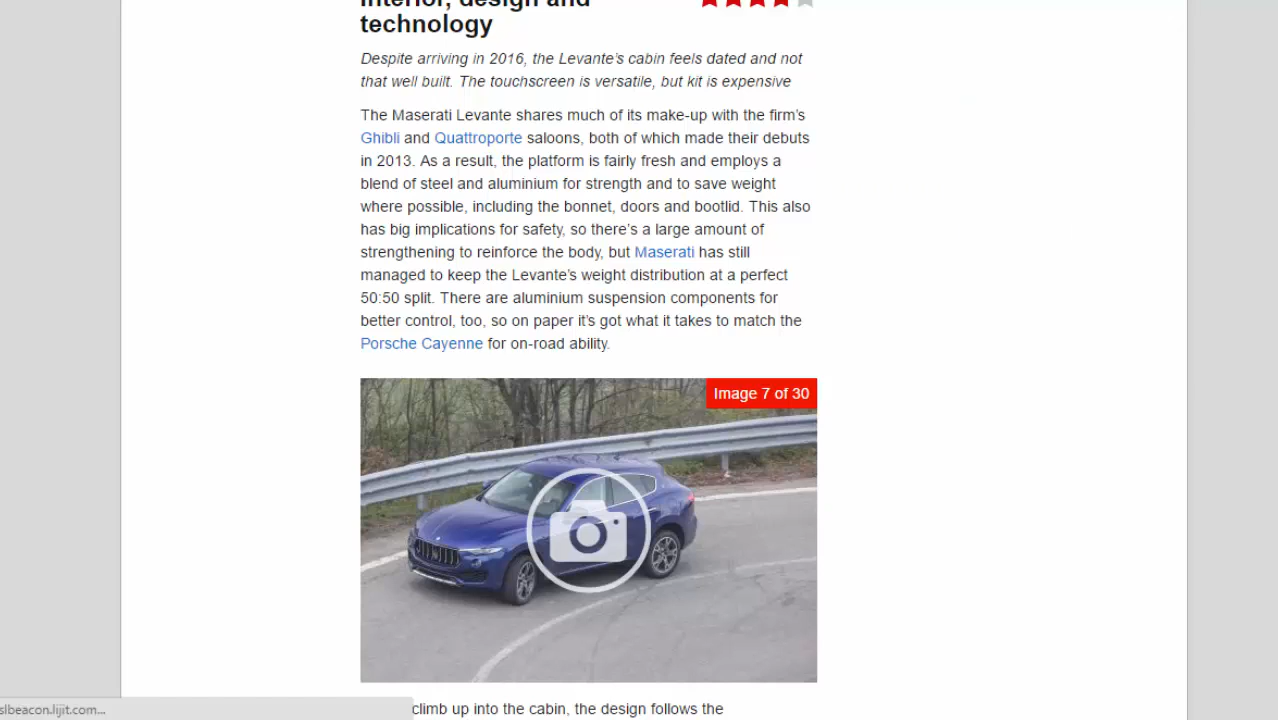 Interior, design and
technology
Despite arriving in 2016, the Levante's cabin feels dated and not
that well built. The touchscreen is versatile, but kit is expensive
The Maserati Levante shares much of its make-up with the firm's
Ghibli and Quattroporte saloons, both of which made their debuts
in 2013. As a result, the platform is fairly fresh and employs a
blend of steel and aluminium for strength and to save weight
where possible, including the bonnet, doors and bootlid. This also
has big implications for safety, so there's a large amount of
strengthening to reinforce the body, but Maserati has still
managed to keep the Levante's weight distribution at a perfect
50:50 split. There are aluminium suspension components for
better control, too, so on paper it's got what it takes to match the
Porsche Cayenne for on-road ability.
Image 7 of 30
climb up into the cabin, the design follows the
slbeacon.lijit.com...